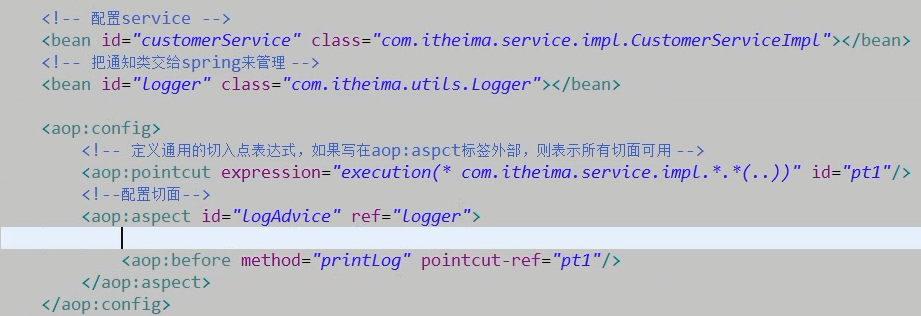 <!-- 配置service -->
<bean id="customerService" class="com.itheima.service.impl.CustomerServiceImpl"></bean>
<!-- 把通知类交给spring来管理 -->
<bean id="logger" class="com.itheima.utils.Logger"></bean>
<aop:config>
<!-- 定义通用的切入点表达式，如果写在aop:aspct标签外部，则表示所有切面可用 -->
<aop:pointcut expression="execution(* com.itheima.service.impl.*.*(..))" id="pt1"/>
<!--配置切面-->
<aop:aspect id="logAdvice" ref="logger">
<aop:before method="printLog" pointcut-ref="pt1"/>
</aop:aspect>
</aop:config>